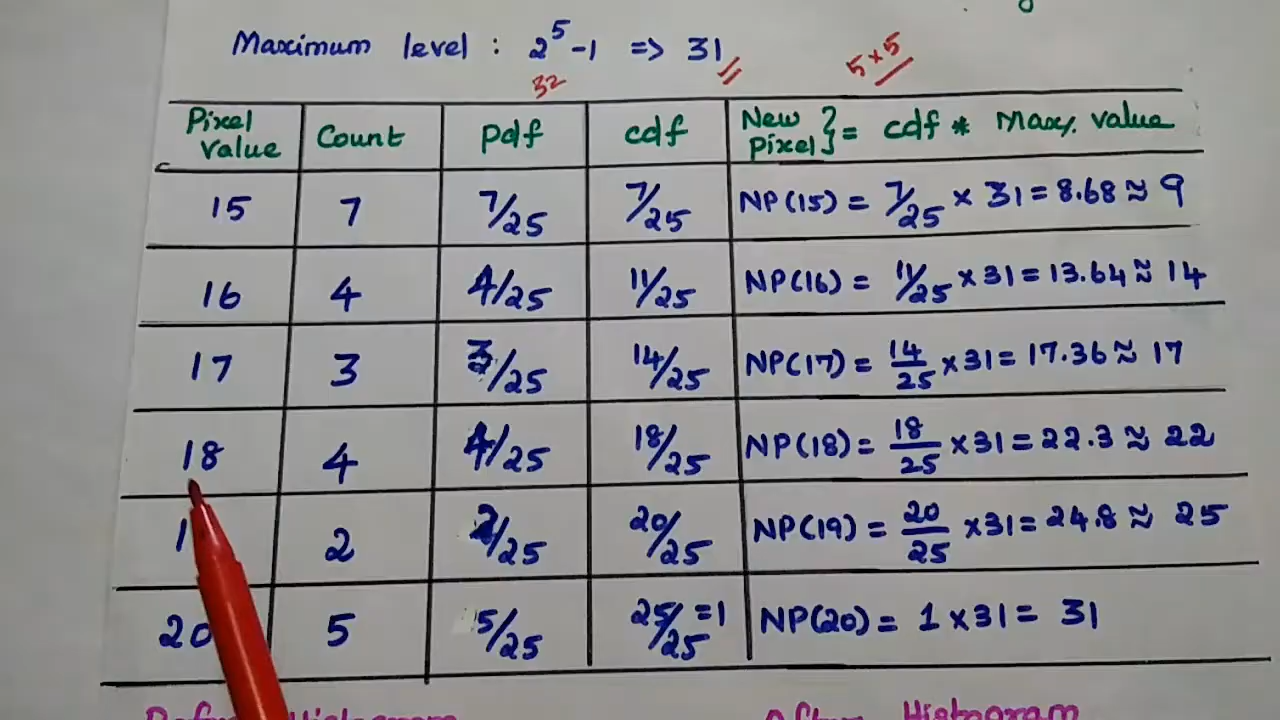 Maximum level : 2^5 -1 => 31
32
5×5
Pixel value | Count | pdf | cdf | New pixel } = cdf * Max. value
15 | 7 | 7/25 | 7/25 | NP(15) = 7/25 × 31 = 8.68 ≈ 9
16 | 4 | 4/25 | 11/25 | NP(16) = 11/25 × 31 = 13.64 ≈ 14
17 | 3 | 3/25 | 14/25 | NP(17) = 14/25 × 31 = 17.36 ≈ 17
18 | 4 | 4/25 | 18/25 | NP(18) = 18/25 × 31 = 22.3 ≈ 22
1 | 2 | 2/25 | 20/25 | NP(19) = 20/25 × 31 = 24.8 ≈ 25
20 | 5 | 5/25 | 25/25 = 1 | NP(20) = 1 × 31 = 31
Histogram After Histogram